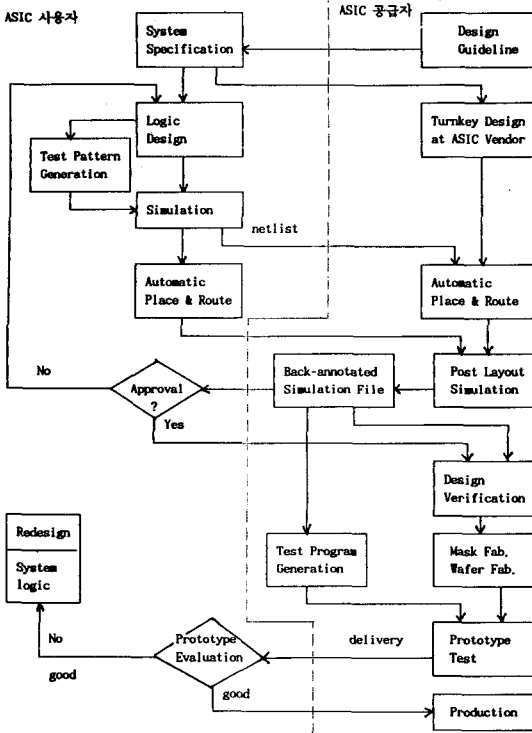 ASIC 사용자
ASIC 공급자
System
Specification
Design
Guideline
Logic
Design
Turnkey Design
at ASIC Vendor
Test Pattern
Generation
Simulation
netlist
Automatic
Place & Route
Automatic
Place & Route
No
Approval
?
Back-annotated
Simulation File
Post Layout
Simulation
Yes
Design
Verification
Redesign
System
logic
Test Program
Generation
Mask Fab.
Wafer Fab.
No
good
Prototype
Evaluation
delivery
Prototype
Test
good
Production